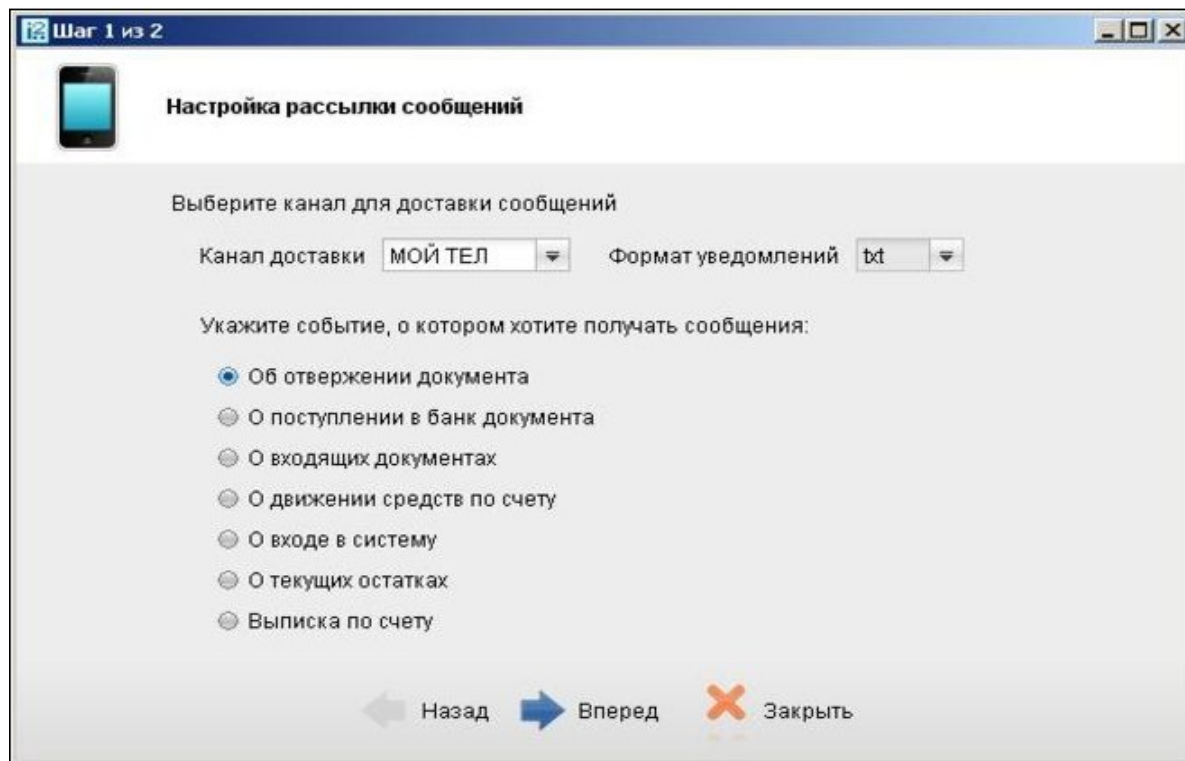 Шаг 1 из 2
Настройка рассылки сообщений
Выберите канал для доставки сообщений
Канал доставки МОЙ ТЕЛ Формат уведомлений txt
Укажите событие, о котором хотите получать сообщения:
Об отвержении документа
О поступлении в банк документа
О входящих документах
О движении средств по счету
О входе в систему
О текущих остатках
Выписка по счету
Назад Вперед Закрыть